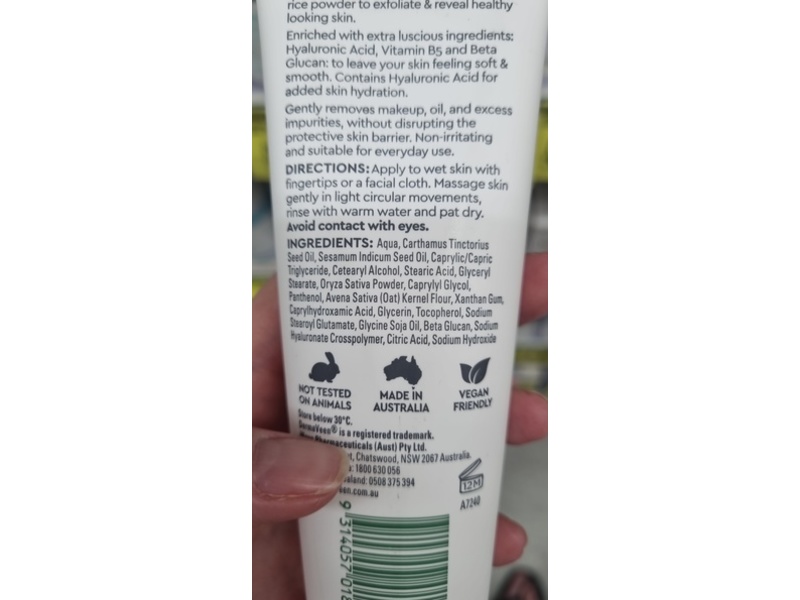 rice powder to exfoliate & reveal healthy
looking skin.
Enriched with extra luscious ingredients:
Hyaluronic Acid, Vitamin B5 and Beta
Glucan: to leave your skin feeling soft &
smooth. Contains Hyaluronic Acid for
added skin hydration.
Gently removes makeup, oil, and excess
impurities, without disrupting the
protective skin barrier. Non-irritating
and suitable for everyday use.
DIRECTIONS: Apply to wet skin with
fingertips or a facial cloth. Massage skin
gently in light circular movements,
rinse with warm water and pat dry.
Avoid contact with eyes.
INGREDIENTS: Aqua, Carthamus Tinctorius
Seed Oil, Sesamum Indicum Seed Oil, Caprylic/Capric
Triglyceride, Cetearyl Alcohol, Stearic Acid, Glyceryl
Stearate, Oryza Sativa Powder, Caprylyl Glycol,
Panthenol, Avena Sativa (Oat) Kernel Flour, Xanthan Gum,
Caprylhydroxamic Acid, Glycerin, Tocopherol, Sodium
Stearoyl Glutamate, Glycine Soja Oil, Beta Glucan, Sodium
Hyaluronate Crosspolymer, Citric Acid, Sodium Hydroxide
NOT TESTED
ON ANIMALS
MADE IN
AUSTRALIA
VEGAN
FRIENDLY
Store below 30°C.
DermaVeen® is a registered trademark.
Pharmaceuticals (Aust) Pty Ltd.
Chatswood, NSW 2067 Australia.
1800 630 056
0508 375 394
.com.au
12M
A7240
9 314057 018